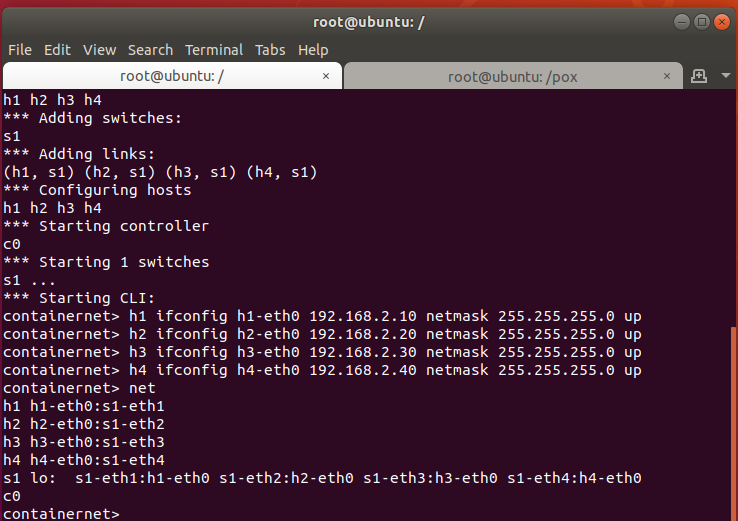 root@ubuntu: /
File Edit View Search Terminal Tabs Help
root@ubuntu: / × root@ubuntu: /pox ×
h1 h2 h3 h4
*** Adding switches:
s1
*** Adding links:
(h1, s1) (h2, s1) (h3, s1) (h4, s1)
*** Configuring hosts
h1 h2 h3 h4
*** Starting controller
c0
*** Starting 1 switches
s1 ...
*** Starting CLI:
containernet> h1 ifconfig h1-eth0 192.168.2.10 netmask 255.255.255.0 up
containernet> h2 ifconfig h2-eth0 192.168.2.20 netmask 255.255.255.0 up
containernet> h3 ifconfig h3-eth0 192.168.2.30 netmask 255.255.255.0 up
containernet> h4 ifconfig h4-eth0 192.168.2.40 netmask 255.255.255.0 up
containernet> net
h1 h1-eth0:s1-eth1
h2 h2-eth0:s1-eth2
h3 h3-eth0:s1-eth3
h4 h4-eth0:s1-eth4
s1 lo:  s1-eth1:h1-eth0 s1-eth2:h2-eth0 s1-eth3:h3-eth0 s1-eth4:h4-eth0
c0
containernet>